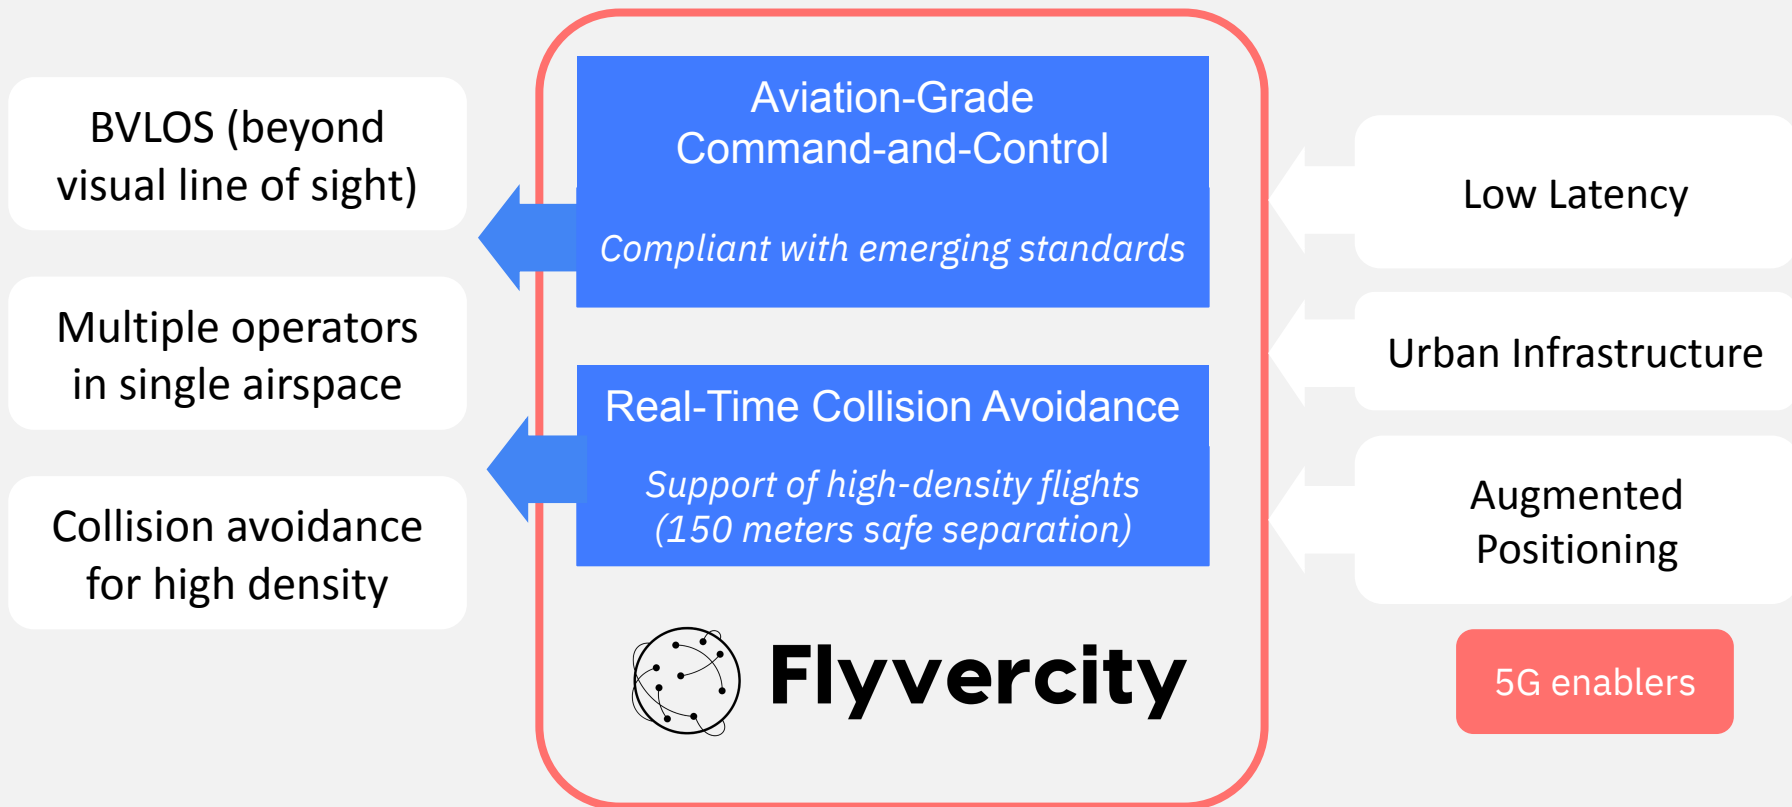 BVLOS (beyond
visual line of sight)
Multiple operators
in single airspace
Collision avoidance
for high density
Aviation-Grade
Command-and-Control
Compliant with emerging standards
Real-Time Collision Avoidance
Support of high-density flights
(150 meters safe separation)
Flyvercity
Low Latency
Urban Infrastructure
Augmented
Positioning
5G enablers